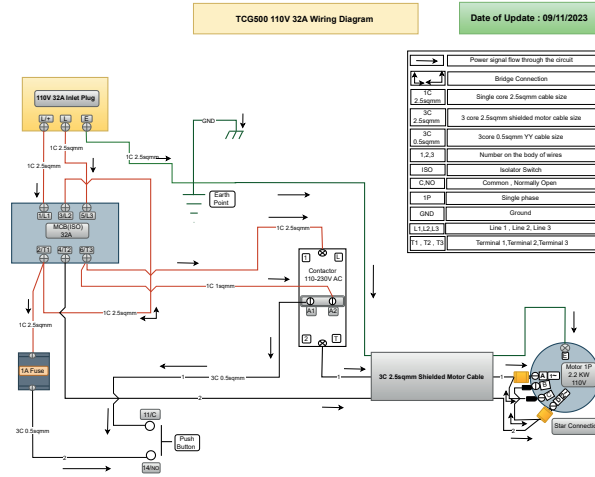 TCG500 110V 32A Wiring Diagram
Date of Update : 09/11/2023
Power signal flow through the circuit
Bridge Connection
1C
2.5sqmm
Single core 2.5sqmm cable size
3C
2.5sqmm
3 core 2.5sqmm shielded motor cable size
3C
0.5sqmm
3core 0.5sqmm YY cable size
1,2,3
Number on the body of wires
ISO
Isolator Switch
C,NO
Common , Normally Open
1P
Single phase
GND
Ground
L1,L2,L3
Line 1 , Line 2, Line 3
T1 , T2 , T3
Terminal 1,Terminal 2,Terminal 3
110V 32A Inlet Plug
L/+
L
E
GND
1C 2.5sqmm
1C 2.5sqmm
1C 2.5sqmm
Earth
Point
1/L1
3/L2
5/L3
MCB(ISO)
32A
2/T1
4/T2
6/T3
1C 2.5sqmm
1
L
Contactor
110-230V AC
A1
A2
2
T
1C 1sqmm
1C 2.5sqmm
1C 2.5sqmm
1A Fuse
3C 0.5sqmm
1
1
3C 2.5sqmm Shielded Motor Cable
1
2
2
E
Motor 1P
2.2 KW
110V
A
B
Star Connectio
3C 0.5sqmm
2
11/C
Push
Button
14/NO